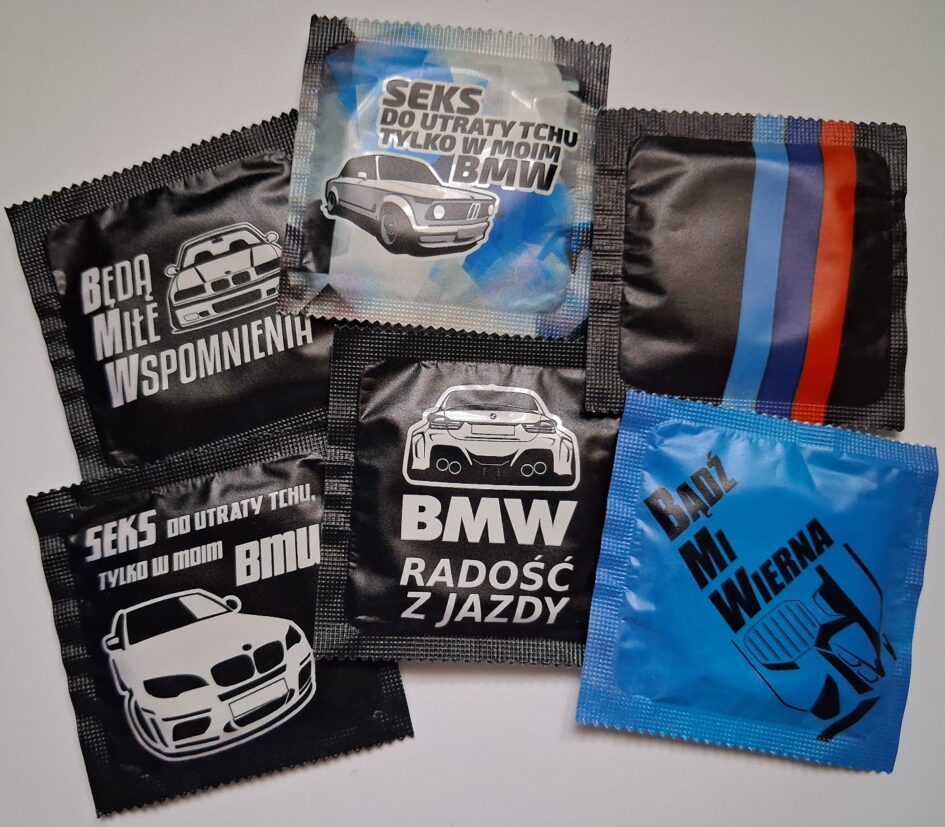 SEKS
DO UTRATY TCHU
TYLKO W MOIM
BMW
BĘDĄ
MIŁE
WSPOMNIENIA
SEKS DO UTRATY TCHU,
TYLKO W MOIM BMW
BMW
RADOŚĆ
Z JAZDY
BĄDŹ
MI
WIERNA